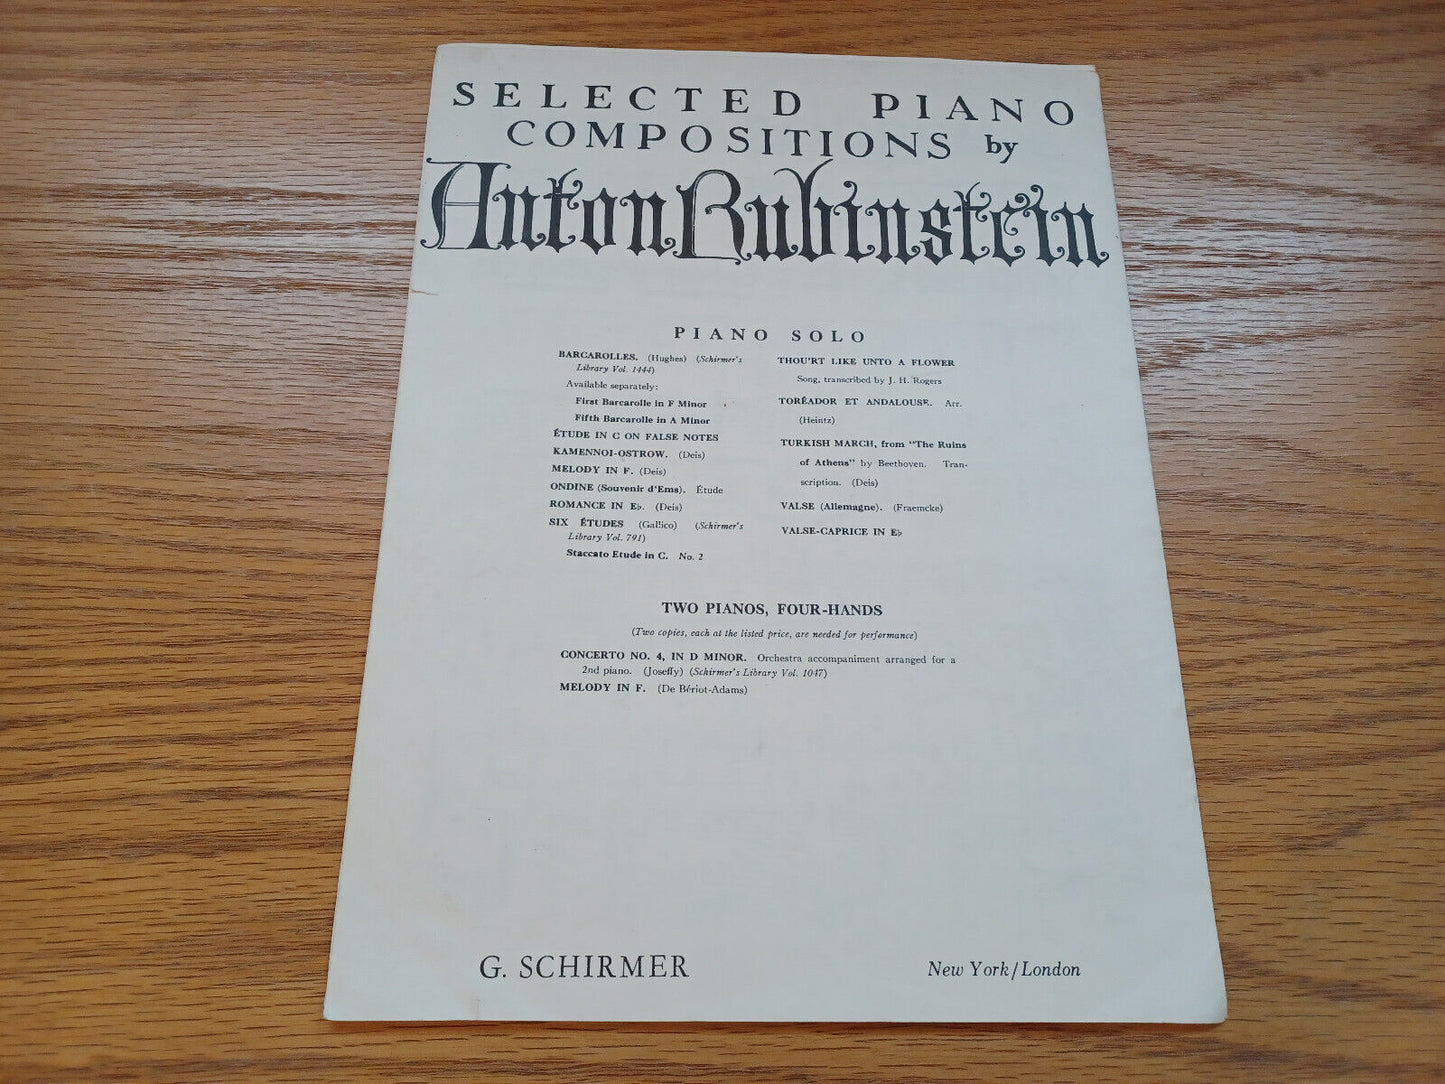 SELECTED PIANO
COMPOSITIONS by
Anton Rubinstein
PIANO SOLO
BARCAROLLES. (Hughes) (Schirmer's
Library Vol. 1444)
Available separately:
First Barcarolle in F Minor
Fifth Barcarolle in A Minor
ÉTUDE IN C ON FALSE NOTES
KAMENNOI-OSTROW. (Deis)
MELODY IN F. (Deis)
ONDINE (Souvenir d'Ems). Étude
ROMANCE IN E♭. (Deis)
SIX ÉTUDES (Gallico) (Schirmer's
Library Vol. 791)
Staccato Etude in C. No. 2
THOU'RT LIKE UNTO A FLOWER
Song, transcribed by J. H. Rogers
TORÉADOR ET ANDALOUSE. Arr.
(Heintz)
TURKISH MARCH, from "The Ruins
of Athens" by Beethoven. Tran-
scription. (Deis)
VALSE (Allemagne). (Fraemcke)
VALSE-CAPRICE IN E♭
TWO PIANOS, FOUR-HANDS
(Two copies, each at the listed price, are needed for performance)
CONCERTO NO. 4, IN D MINOR. Orchestra accompaniment arranged for a
2nd piano. (Joseffy) (Schirmer's Library Vol. 1047)
MELODY IN F. (De Bériot-Adams)
G. SCHIRMER
New York/London